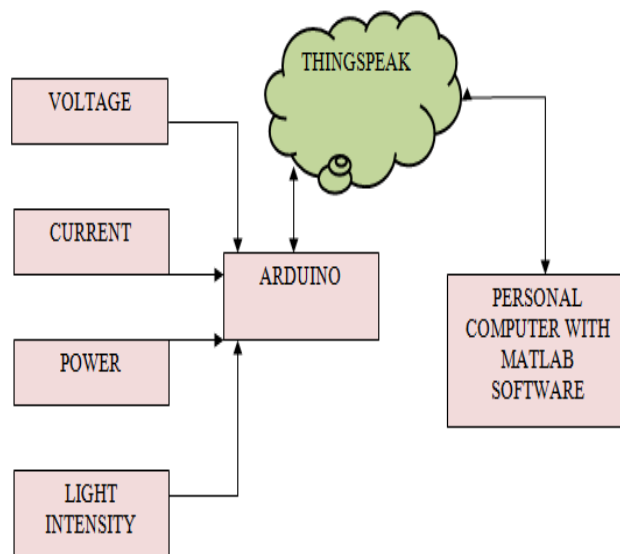 THINGSPEAK
VOLTAGE
CURRENT
ARDUINO
POWER
PERSONAL
COMPUTER WITH
MATLAB
SOFTWARE
LIGHT
INTENSITY